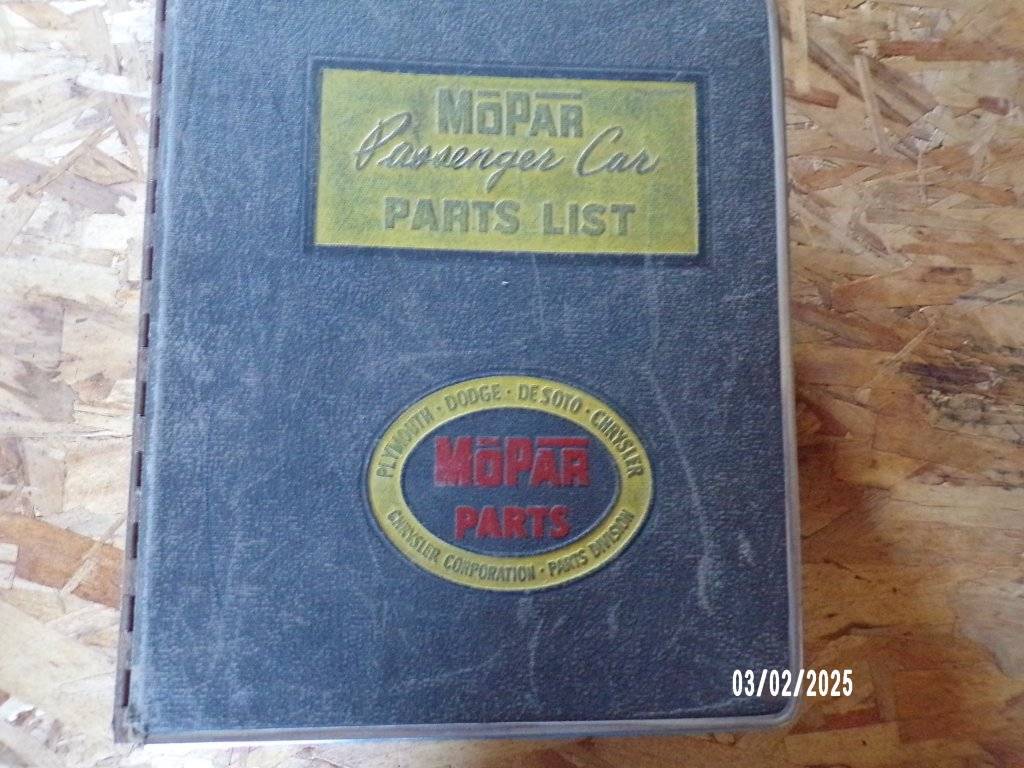 MOPAR
Passenger Car
PARTS LIST
PLYMOUTH · DODGE · DE SOTO · CHRYSLER
MOPAR
PARTS
CHRYSLER CORPORATION · PARTS DIVISION
03/02/2025